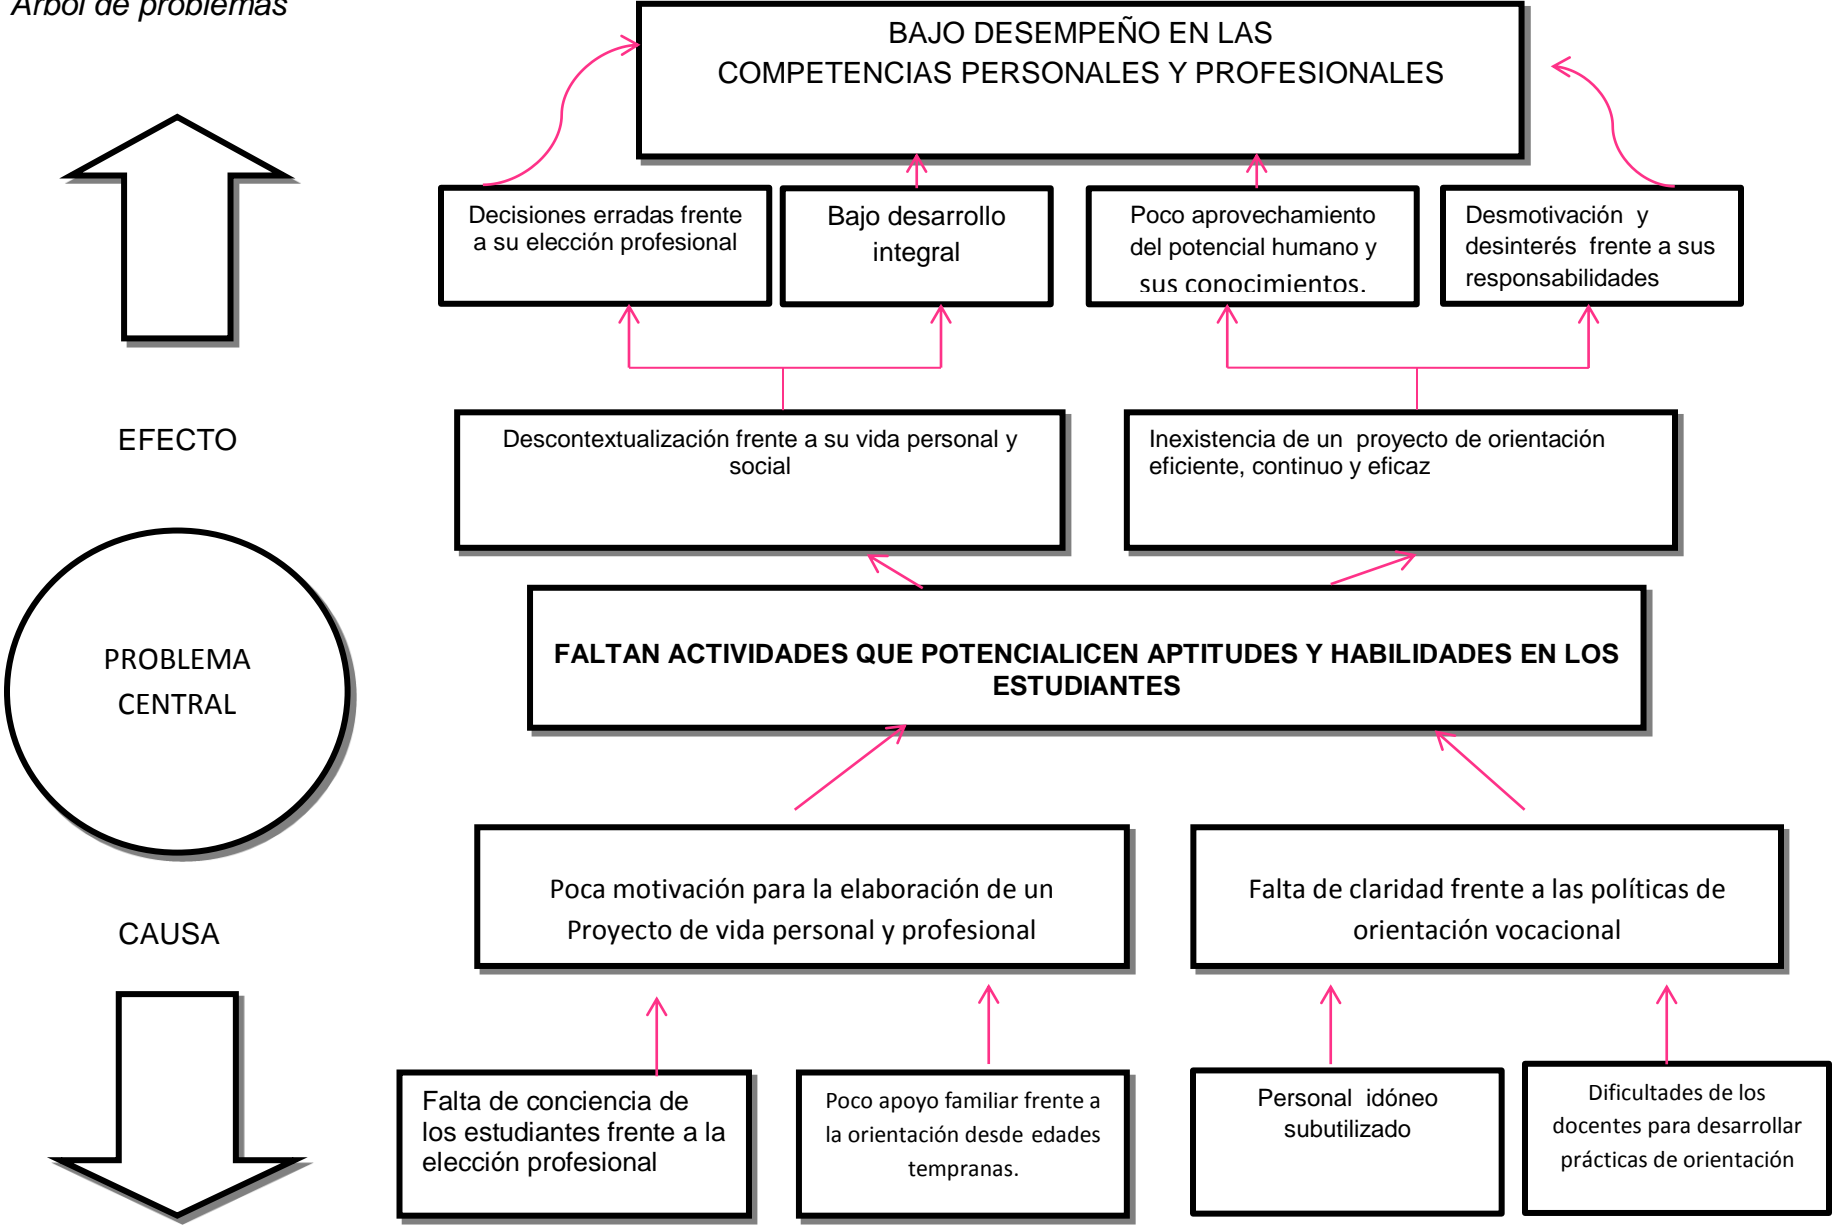 Árbol de problemas
BAJO DESEMPEÑO EN LAS
COMPETENCIAS PERSONALES Y PROFESIONALES
Decisiones erradas frente
a su elección profesional
Bajo desarrollo
integral
Poco aprovechamiento
del potencial humano y
sus conocimientos.
Desmotivación y
desinterés frente a sus
responsabilidades
EFECTO
Descontextualización frente a su vida personal y
social
Inexistencia de un proyecto de orientación
eficiente, continuo y eficaz
PROBLEMA
CENTRAL
FALTAN ACTIVIDADES QUE POTENCIALICEN APTITUDES Y HABILIDADES EN LOS
ESTUDIANTES
CAUSA
Poca motivación para la elaboración de un
Proyecto de vida personal y profesional
Falta de claridad frente a las políticas de
orientación vocacional
Falta de conciencia de
los estudiantes frente a la
elección profesional
Poco apoyo familiar frente a
la orientación desde edades
tempranas.
Personal idóneo
subutilizado
Dificultades de los
docentes para desarrollar
prácticas de orientación